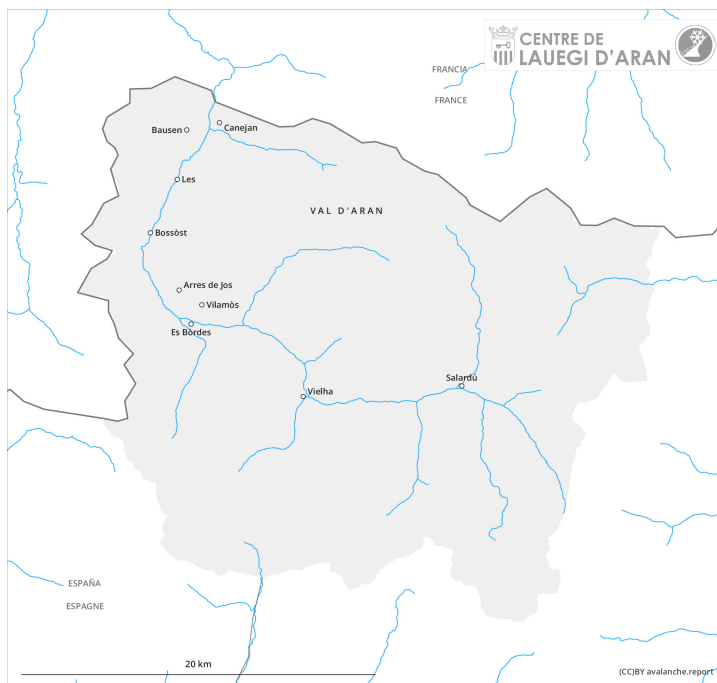 CENTRE DE
LAUEGI D'ARAN
FRANCIA
FRANCE
Bausen
Canejan
Les
VAL D'ARAN
Bossòst
Arres de Jos
Vilamòs
Es Bòrdes
Salardú
Vielha
ESPAÑA
ESPAGNE
20 km
(CC)BY avalanche.report